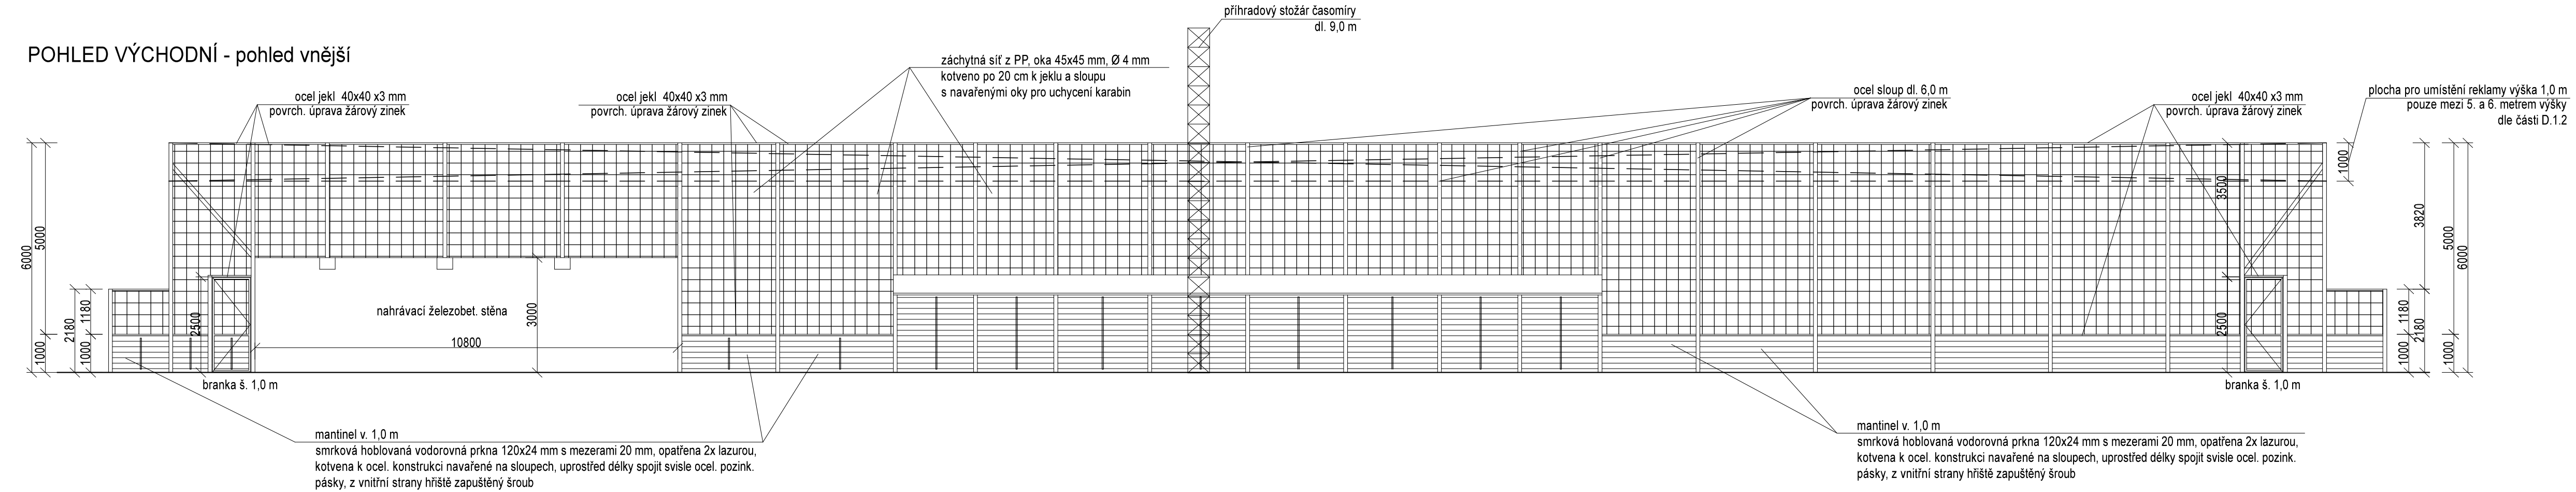 příhradový stožár časomíry
dl. 9,0 m
POHLED VÝCHODNÍ - pohled vnější
záchytná síť z PP, oka 45x45 mm, Ø 4 mm
kotveno po 20 cm k jeklu a sloupu
s navařenými oky pro uchycení karabin
ocel jekl 40x40 x3 mm
povrch. úprava žárový zinek
ocel jekl 40x40 x3 mm
povrch. úprava žárový zinek
ocel sloup dl. 6,0 m
povrch. úprava žárový zinek
ocel jekl 40x40 x3 mm
povrch. úprava žárový zinek
plocha pro umístění reklamy výška 1,0 m
pouze mezi 5. a 6. metrem výšky
dle části D.1.2
6000
5000
1000
2180
1180
1000
2500
nahrávací železobet. stěna
3000
10800
3500
2500
1000
3820
1180
1000
2180
5000
1000
6000
branka š. 1,0 m
branka š. 1,0 m
mantinel v. 1,0 m
smrková hoblovaná vodorovná prkna 120x24 mm s mezerami 20 mm, opatřena 2x lazurou,
kotvena k ocel. konstrukci navařené na sloupech, uprostřed délky spojit svisle ocel. pozink.
pásky, z vnitřní strany hřiště zapuštěný šroub
mantinel v. 1,0 m
smrková hoblovaná vodorovná prkna 120x24 mm s mezerami 20 mm, opatřena 2x lazurou,
kotvena k ocel. konstrukci navařené na sloupech, uprostřed délky spojit svisle ocel. pozink.
pásky, z vnitřní strany hřiště zapuštěný šroub